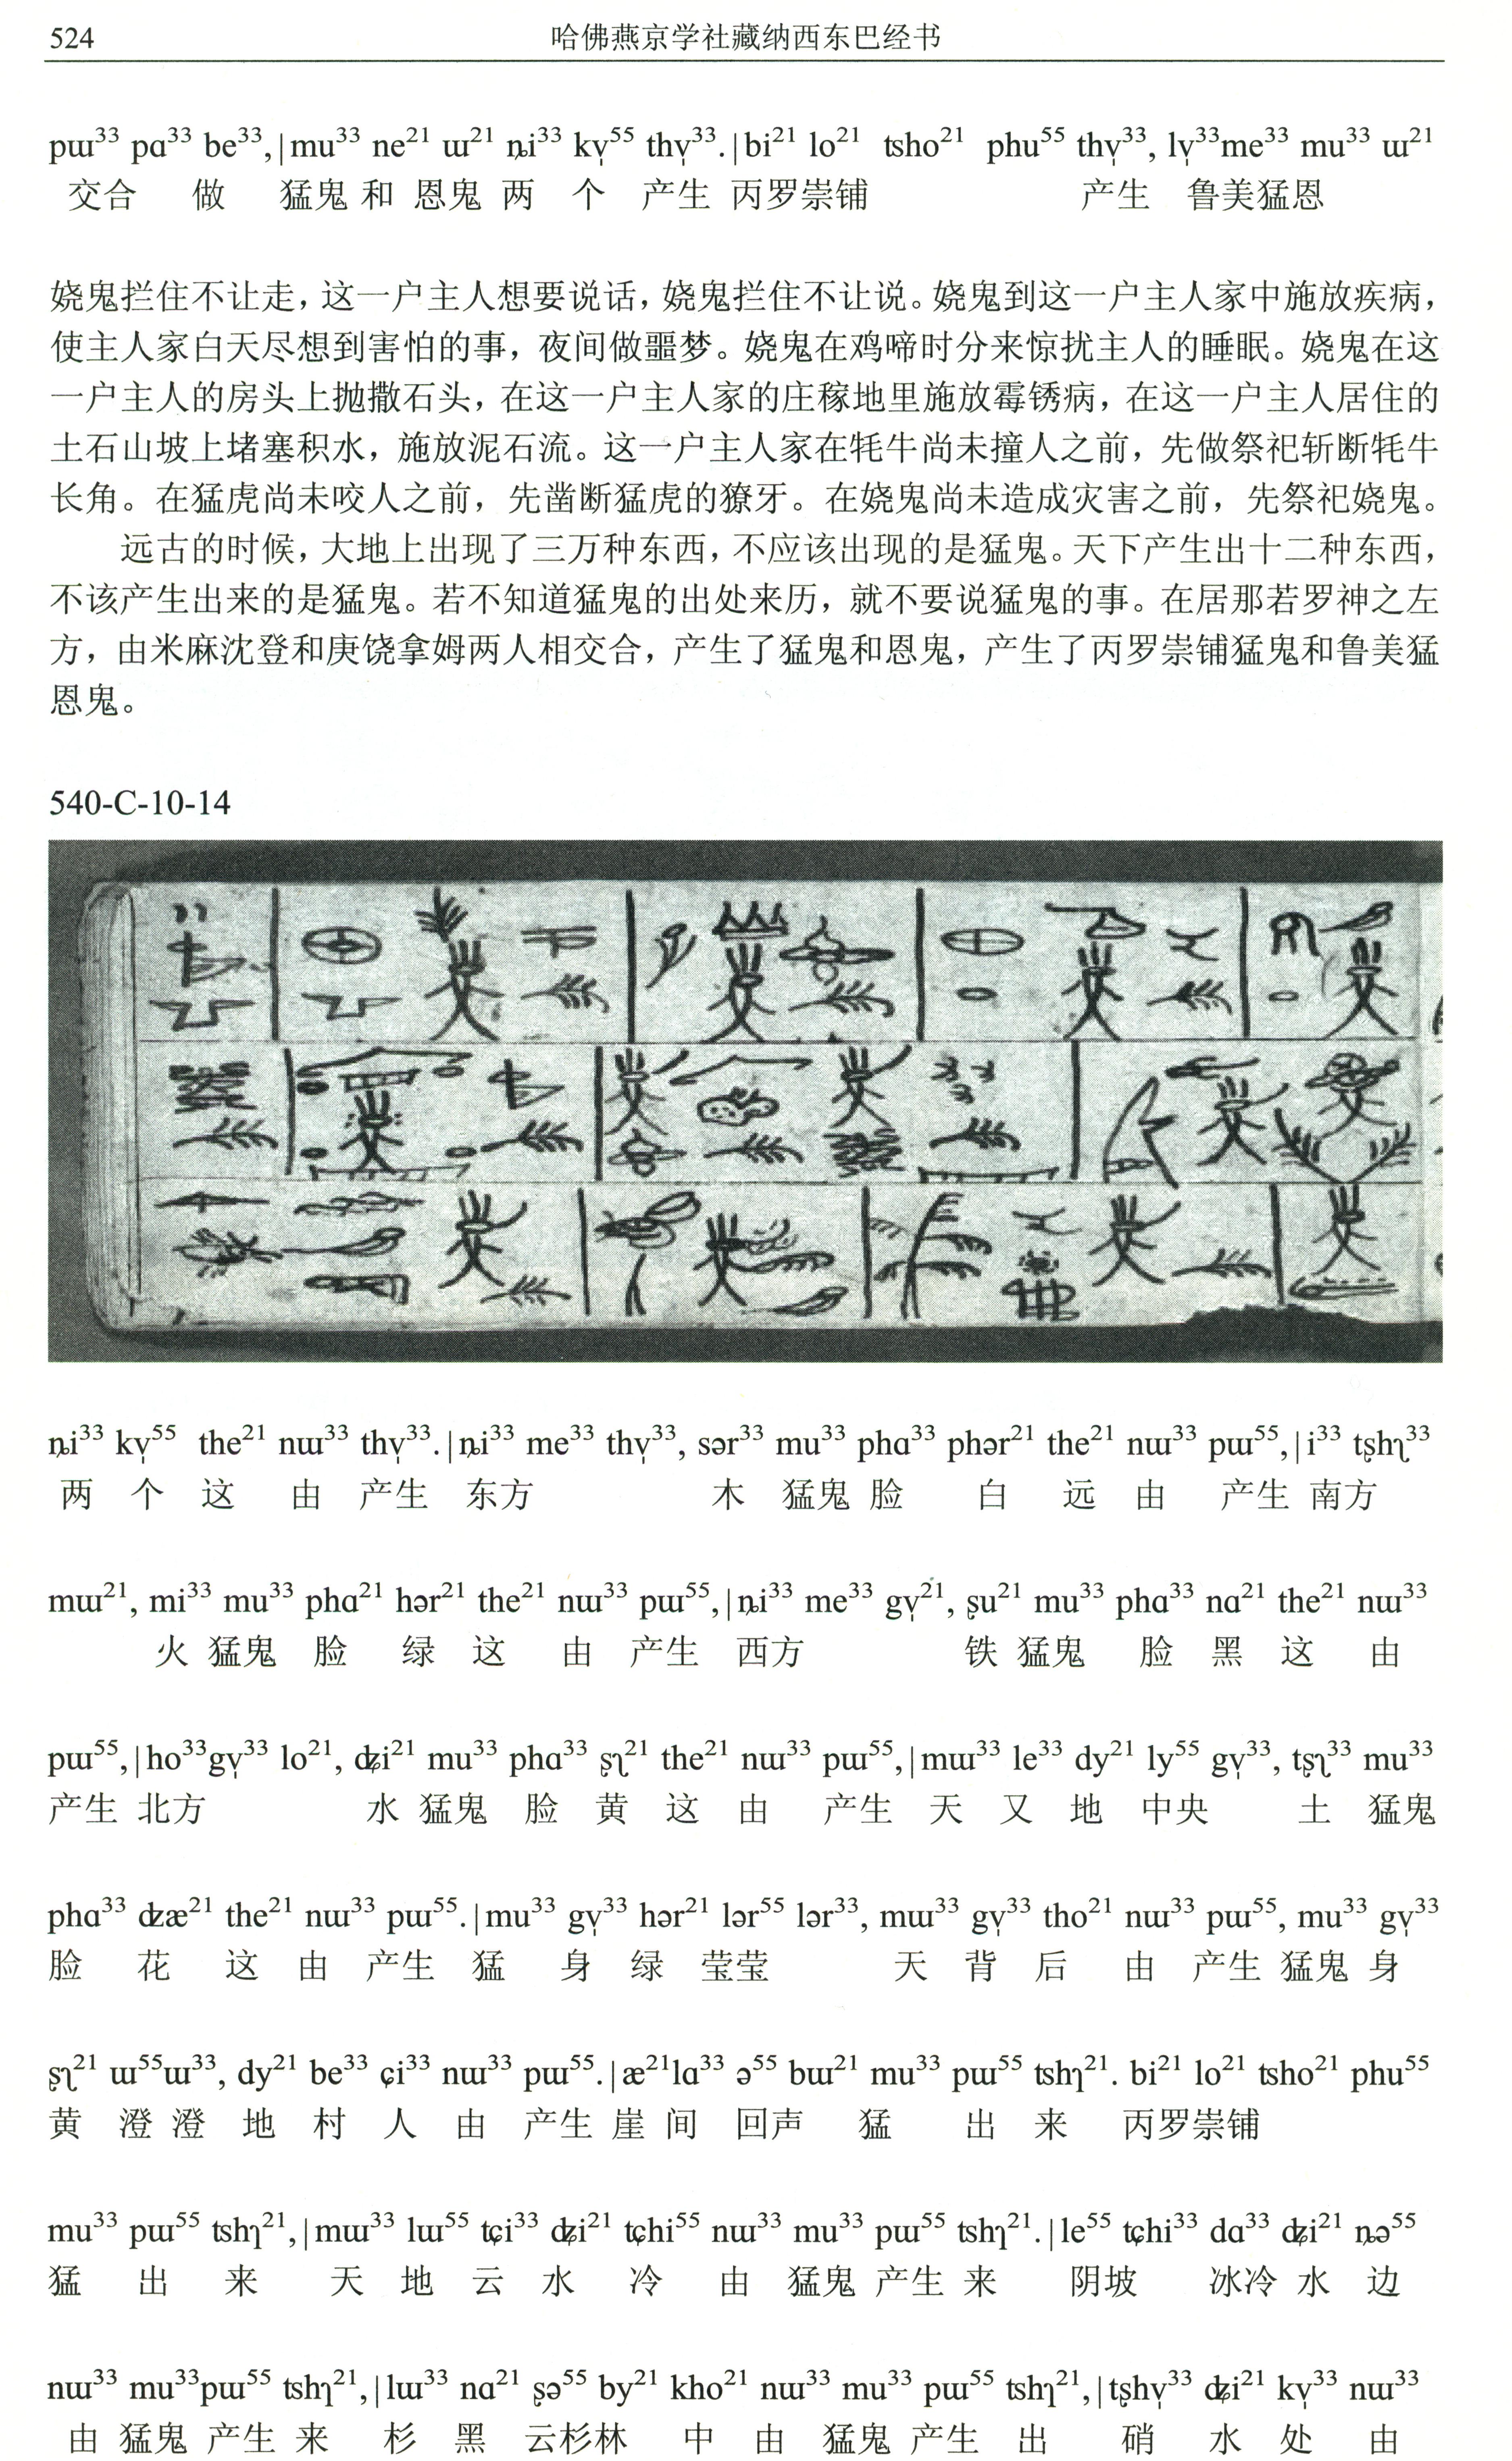 524
哈佛燕京学社藏纳西东巴经书
pɯ³³ pɑ³³ be³³, | mu³³ ne²¹ ɯ²¹ ȵi³³ kv̩⁵⁵ thv̩³³. | bi²¹ lo²¹ tsho²¹ phu⁵⁵ thv̩³³, lv̩³³me³³ mu³³ ɯ²¹
交合 做 猛鬼 和 恩鬼 两 个 产生 丙罗崇铺 产生 鲁美猛恩
娆鬼拦住不让走，这一户主人想要说话，娆鬼拦住不让说。娆鬼到这一户主人家中施放疾病，
使主人家白天尽想到害怕的事，夜间做噩梦。娆鬼在鸡啼时分来惊扰主人的睡眠。娆鬼在这
一户主人的房头上抛撒石头，在这一户主人家的庄稼地里施放霉锈病，在这一户主人居住的
土石山坡上堵塞积水，施放泥石流。这一户主人家在牦牛尚未撞人之前，先做祭祀斩断牦牛
长角。在猛虎尚未咬人之前，先凿断猛虎的獠牙。在娆鬼尚未造成灾害之前，先祭祀娆鬼。
远古的时候，大地上出现了三万种东西，不应该出现的是猛鬼。天下产生出十二种东西，
不该产生出来的是猛鬼。若不知道猛鬼的出处来历，就不要说猛鬼的事。在居那若罗神之左
方，由米麻沈登和庚饶拿姆两人相交合，产生了猛鬼和恩鬼，产生了丙罗崇铺猛鬼和鲁美猛
恩鬼。
540-C-10-14
ȵi³³ kv̩⁵⁵ the²¹ nɯ³³ thv̩³³. | ȵi³³ me³³ thv̩³³, sər³³ mu³³ phɑ³³ phər²¹ the²¹ nɯ³³ pɯ⁵⁵, | i³³ tʂhʅ³³
两 个 这 由 产生 东方 木 猛鬼 脸 白 远 由 产生 南方
mɯ²¹, mi³³ mu³³ phɑ²¹ hər²¹ the²¹ nɯ³³ pɯ⁵⁵, | ȵi³³ me³³ gv̩²¹, ʂu²¹ mu³³ phɑ³³ nɑ²¹ the²¹ nɯ³³
火 猛鬼 脸 绿 这 由 产生 西方 铁 猛鬼 脸 黑 这 由
pɯ⁵⁵, | ho³³gv̩³³ lo²¹, dʑi²¹ mu³³ phɑ³³ ʂʅ²¹ the²¹ nɯ³³ pɯ⁵⁵, | mɯ³³ le³³ dy²¹ ly⁵⁵ gv̩³³, tʂʅ³³ mu³³
产生 北方 水 猛鬼 脸 黄 这 由 产生 天 又 地 中央 土 猛鬼
phɑ³³ dʑæ²¹ the²¹ nɯ³³ pɯ⁵⁵. | mu³³ gv̩³³ hər²¹ lər⁵⁵ lər³³, mɯ³³ gv̩³³ tho²¹ nɯ³³ pɯ⁵⁵, mu³³ gv̩³³
脸 花 这 由 产生 猛 身 绿 莹莹 天 背 后 由 产生 猛鬼 身
ʂʅ²¹ ɯ⁵⁵ɯ³³, dy²¹ be³³ ɕi³³ nɯ³³ pɯ⁵⁵. | æ²¹lɑ³³ ə⁵⁵ bɯ²¹ mu³³ pɯ⁵⁵ tshɿ²¹. bi²¹ lo²¹ tsho²¹ phu⁵⁵
黄 澄 澄 地 村 人 由 产生 崖 间 回声 猛 出 来 丙罗崇铺
mu³³ pɯ⁵⁵ tshɿ²¹, | mɯ³³ lɯ⁵⁵ tɕi³³ dʑi²¹ tɕhi⁵⁵ nɯ³³ mu³³ pɯ⁵⁵ tshɿ²¹. | le⁵⁵ tɕhi³³ dɑ³³ dʑi²¹ ȵə⁵⁵
猛 出 来 天 地 云 水 冷 由 猛鬼 产生 来 阴坡 冰冷 水 边
nɯ³³ mu³³pɯ⁵⁵ tshɿ²¹, | lɯ³³ nɑ²¹ ʂə⁵⁵ by²¹ kho²¹ nɯ³³ mu³³ pɯ⁵⁵ tshɿ²¹, | tʂhv̩³³ dʑi²¹ kv̩³³ nɯ³³
由 猛鬼 产生 来 杉 黑 云杉林 中 由 猛鬼 产生 出 硝 水 处 由